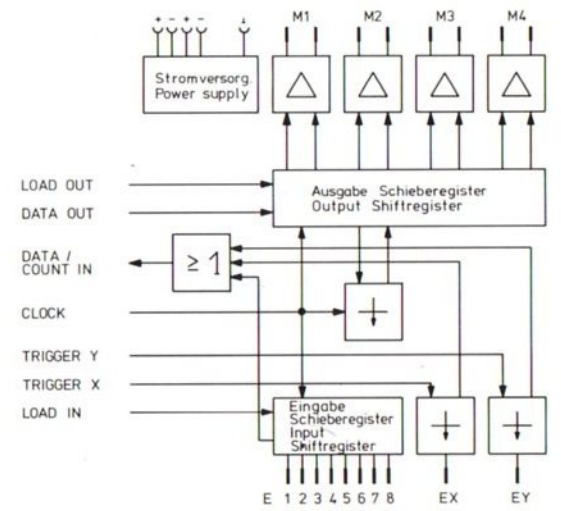 + - + - ↓
M1 M2 M3 M4
Stromversorg.
Power supply
LOAD OUT
DATA OUT
Ausgabe Schieberegister
Output Shiftregister
DATA /
COUNT IN
≥ 1
CLOCK
TRIGGER Y
TRIGGER X
LOAD IN
Eingabe
Schieberegister
Input
Shiftregister
E 1 2 3 4 5 6 7 8 EX EY